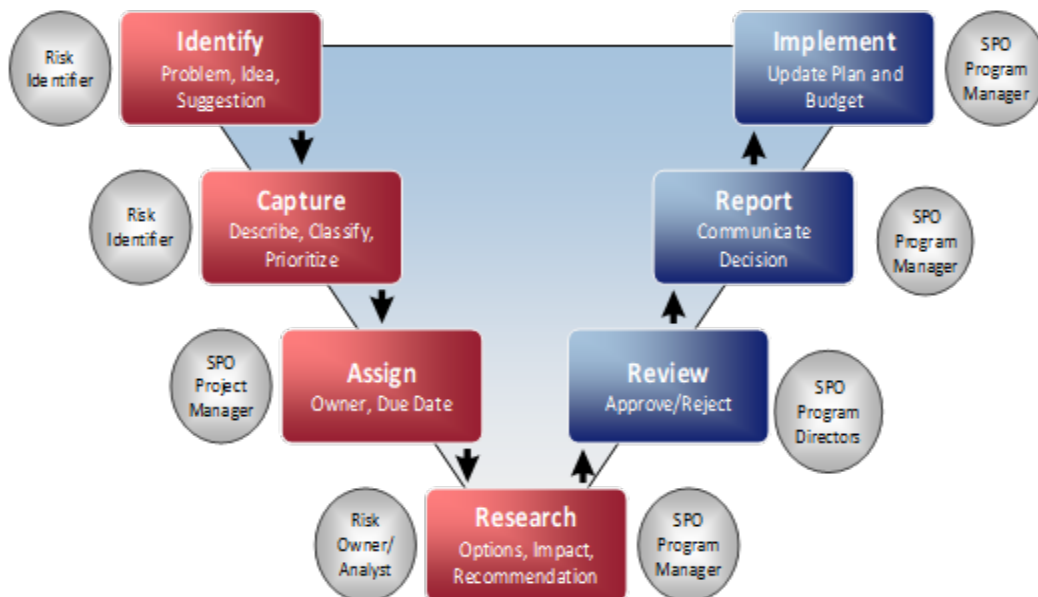 Risk
Identifier
Identify
Problem, Idea,
Suggestion
Implement
Update Plan and
Budget
SPO
Program
Manager
Risk
Identifier
Capture
Describe, Classify,
Prioritize
Report
Communicate
Decision
SPO
Program
Manager
SPO
Project
Manager
Assign
Owner, Due Date
Review
Approve/Reject
SPO
Program
Directors
Risk
Owner/
Analyst
Research
Options, Impact,
Recommendation
SPO
Program
Manager